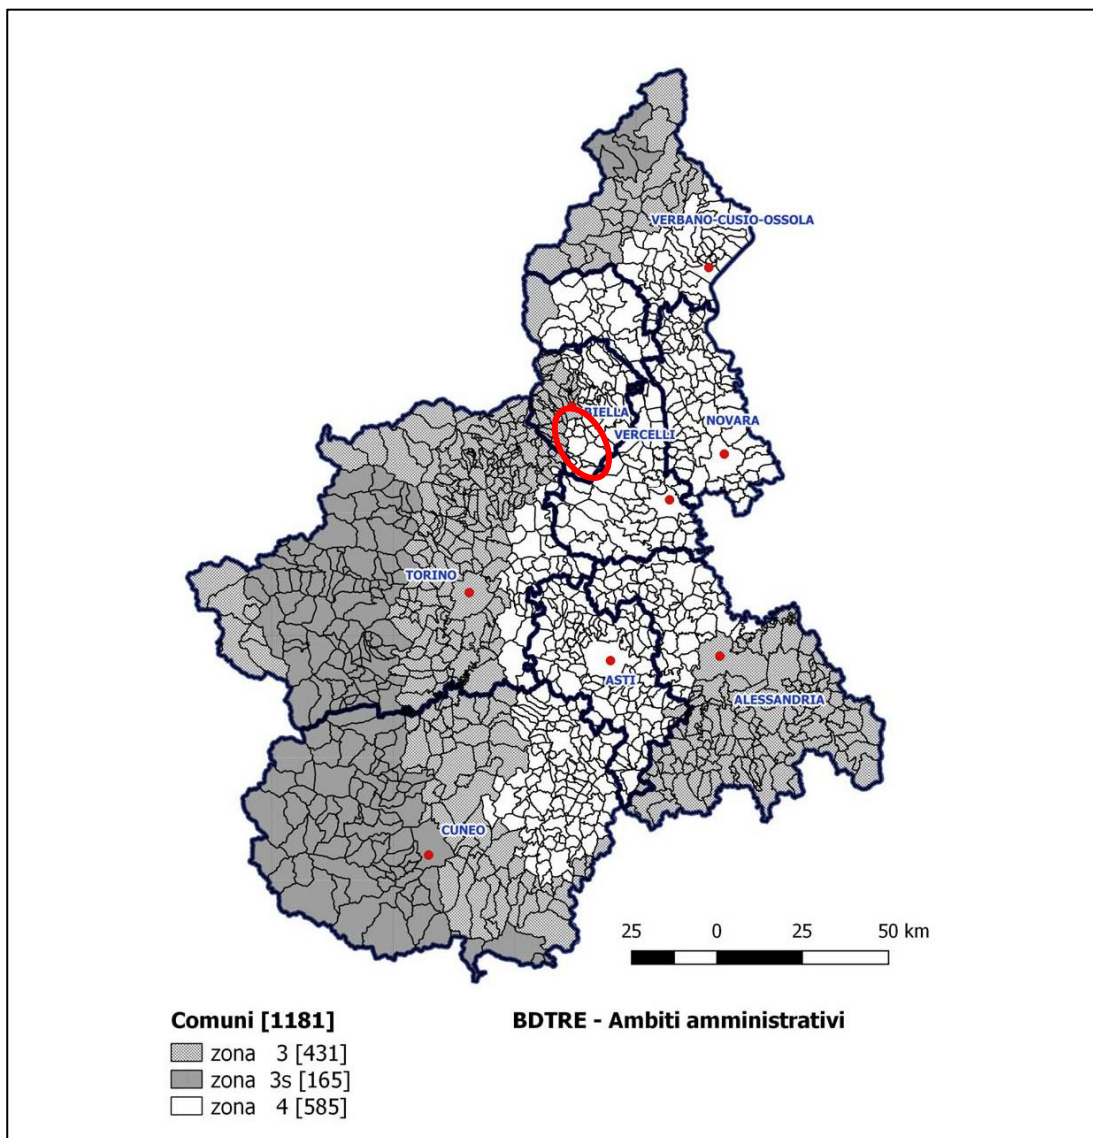 VERBANO-CUSIO-OSSOLA
BIELLA
NOVARA
VERCELLI
TORINO
ASTI
ALESSANDRIA
CUNEO
25 0 25 50 km
Comuni [1181]
BDTRE - Ambiti amministrativi
zona 3 [431]
zona 3s [165]
zona 4 [585]